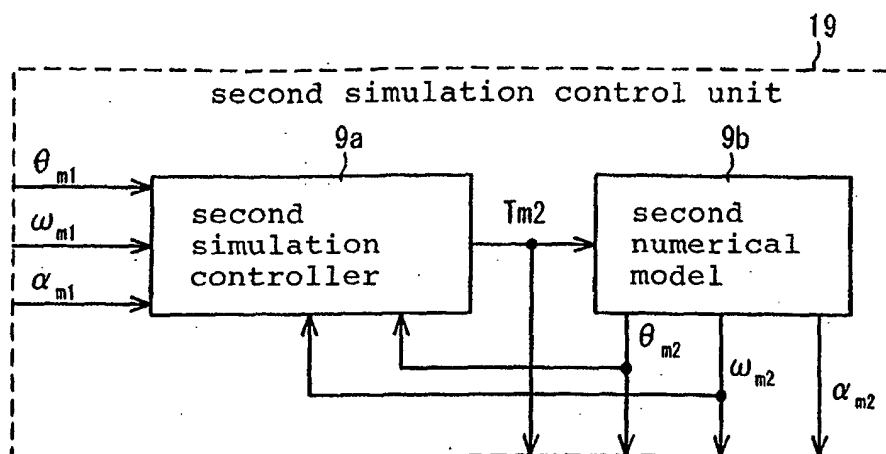 19
second simulation control unit
9a
9b
θm1
ωm1
αm1
second
simulation
controller
Tm2
second
numerical
model
θm2
ωm2
αm2